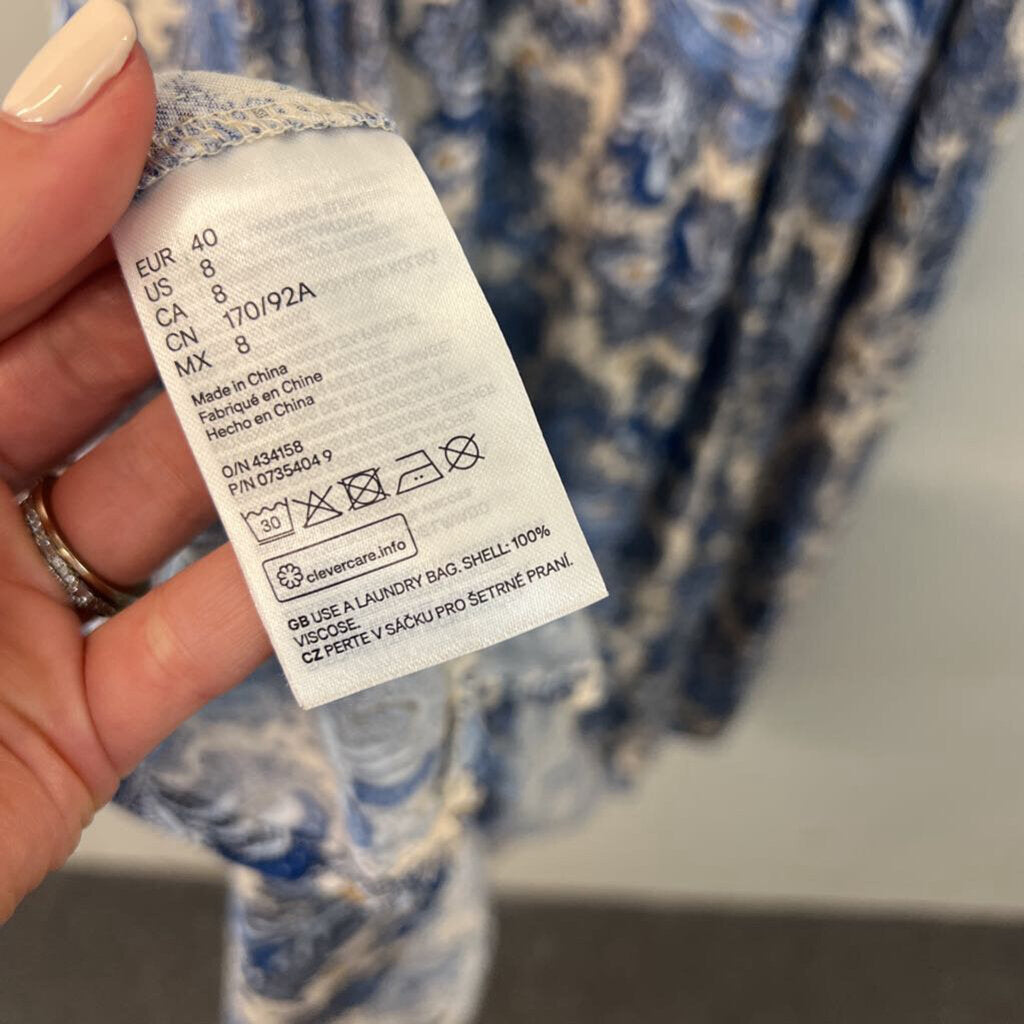 EUR 40
US 8
CA 8
CN 170/92A
MX 8
Made in China
Fabriqué en Chine
Hecho en China
O/N 434158
P/N 0735404 9
30
clevercare.info
GB USE A LAUNDRY BAG. SHELL: 100%
VISCOSE.
CZ PERTE V SÁČKU PRO ŠETRNÉ PRANÍ.